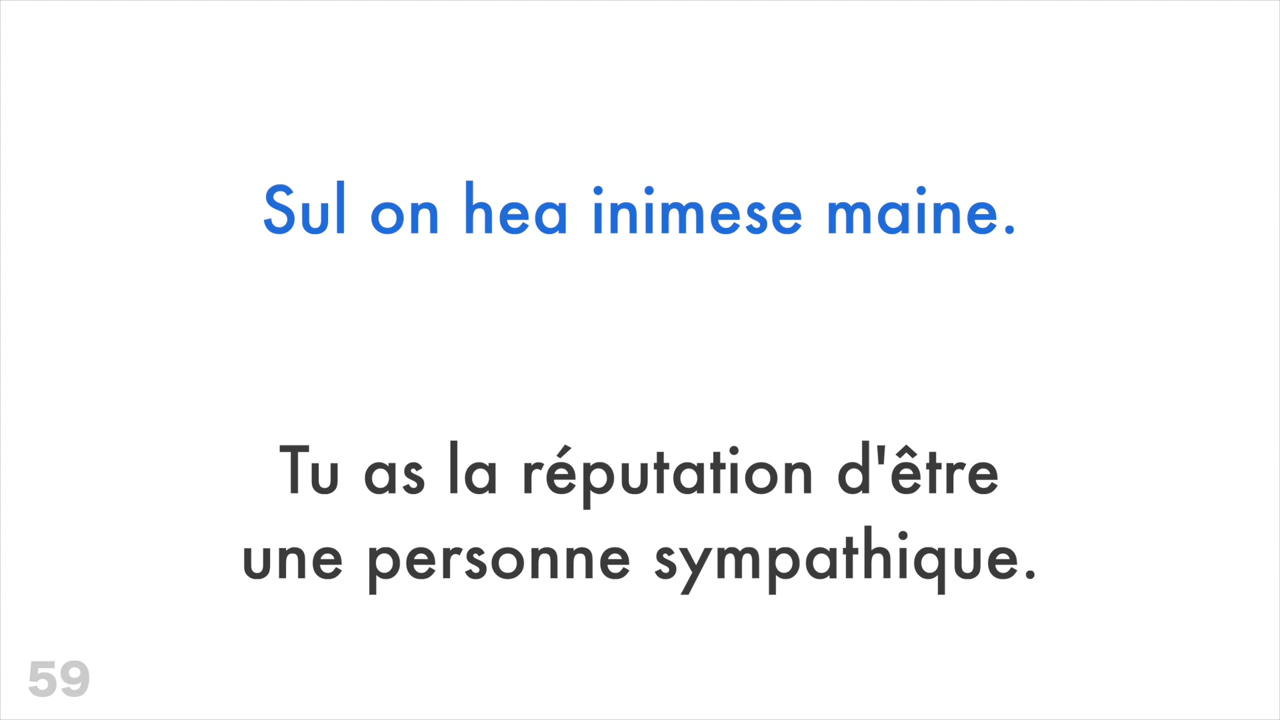 Sul on hea inimese maine.
Tu as la réputation d'être
une personne sympathique.
59